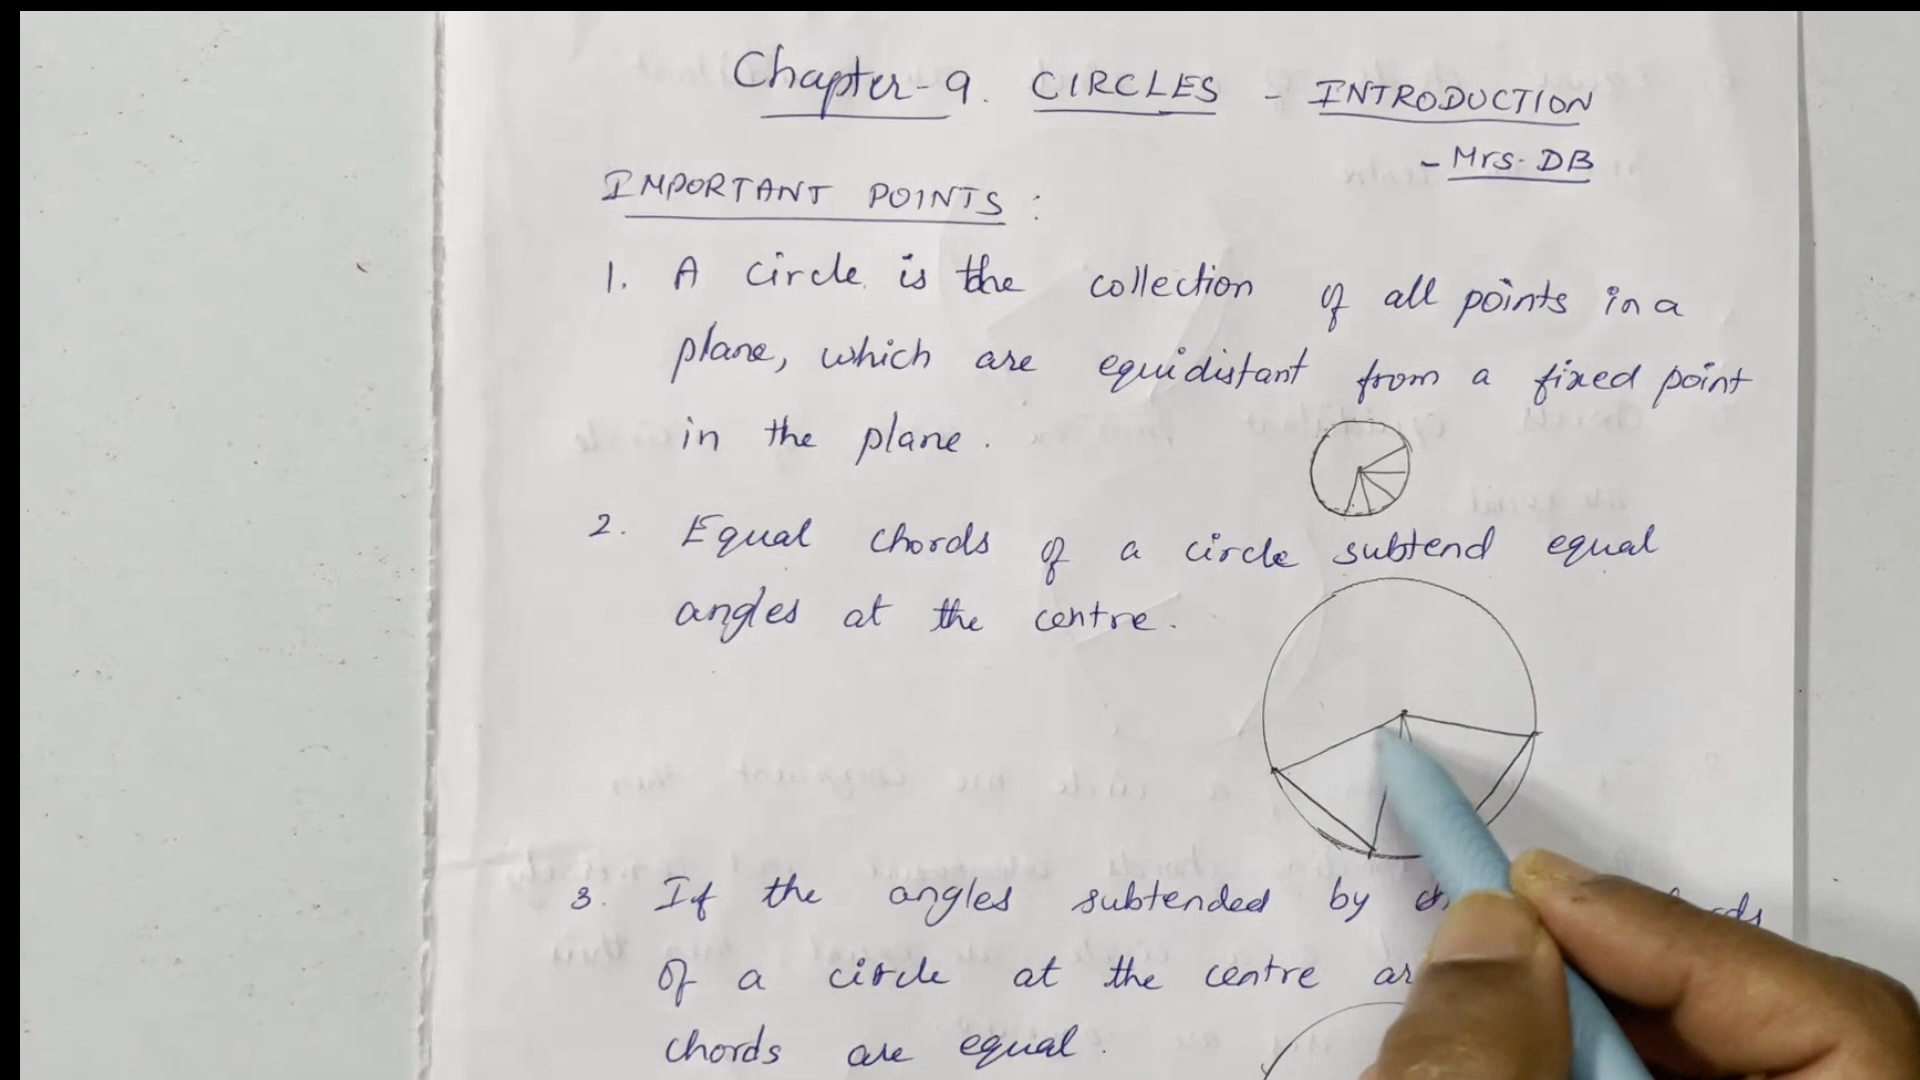 Chapter-9. CIRCLES - INTRODUCTION
- Mrs. DB
IMPORTANT POINTS :
1. A circle is the collection of all points in a
plane, which are equidistant from a fixed point
in the plane.
2. Equal chords of a circle subtend equal
angles at the centre.
3. If the angles subtended by
of a circle at the centre
chords are equal.